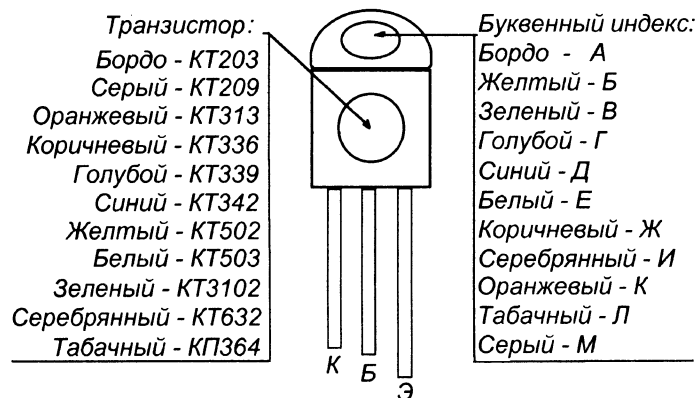 Транзистор:
Бордо - КТ203
Серый - КТ209
Оранжевый - КТ313
Коричневый - КТ336
Голубой - КТ339
Синий - КТ342
Желтый - КТ502
Белый - КТ503
Зеленый - КТ3102
Серебрянный - КТ632
Табачный - КП364
К
Б
Э
Буквенный индекс:
Бордо - А
Желтый - Б
Зеленый - В
Голубой - Г
Синий - Д
Белый - Е
Коричневый - Ж
Серебрянный - И
Оранжевый - К
Табачный - Л
Серый - М